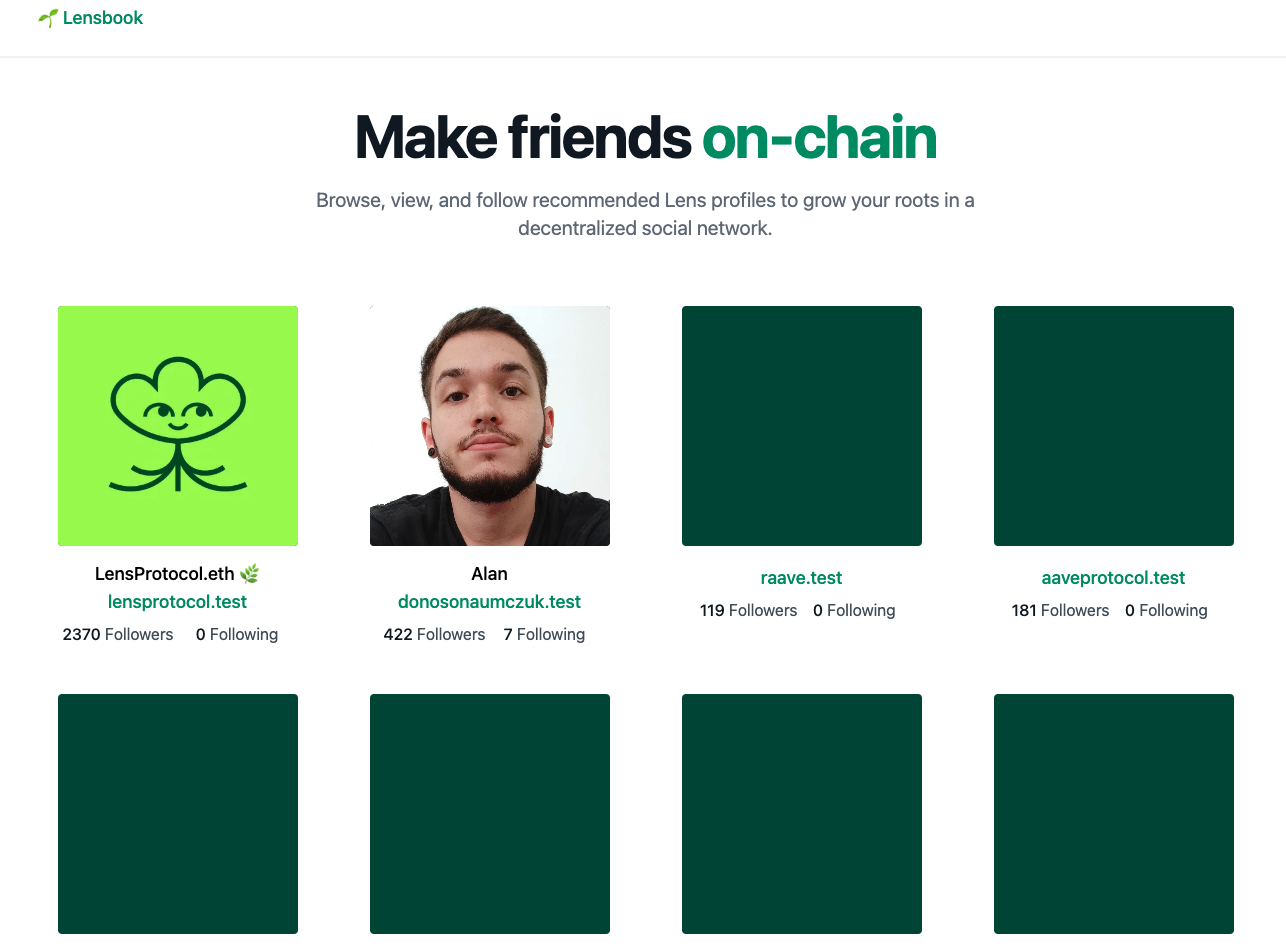 🌱 Lensbook
Make friends on-chain
Browse, view, and follow recommended Lens profiles to grow your roots in a
decentralized social network.
LensProtocol.eth 🌿
lensprotocol.test
2370 Followers 0 Following
Alan
donosonaumczuk.test
422 Followers 7 Following
raave.test
119 Followers 0 Following
aaveprotocol.test
181 Followers 0 Following